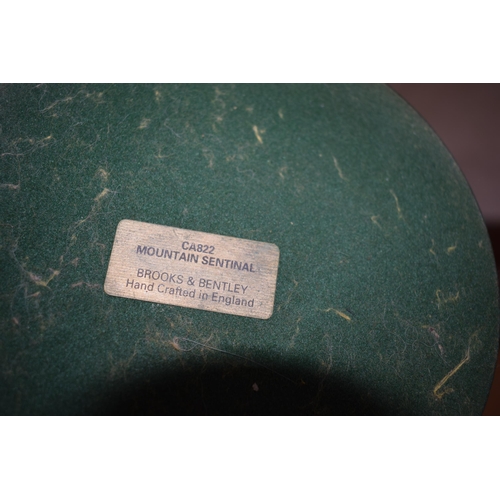 CA822
MOUNTAIN SENTINAL
BROOKS & BENTLEY
Hand Crafted in England